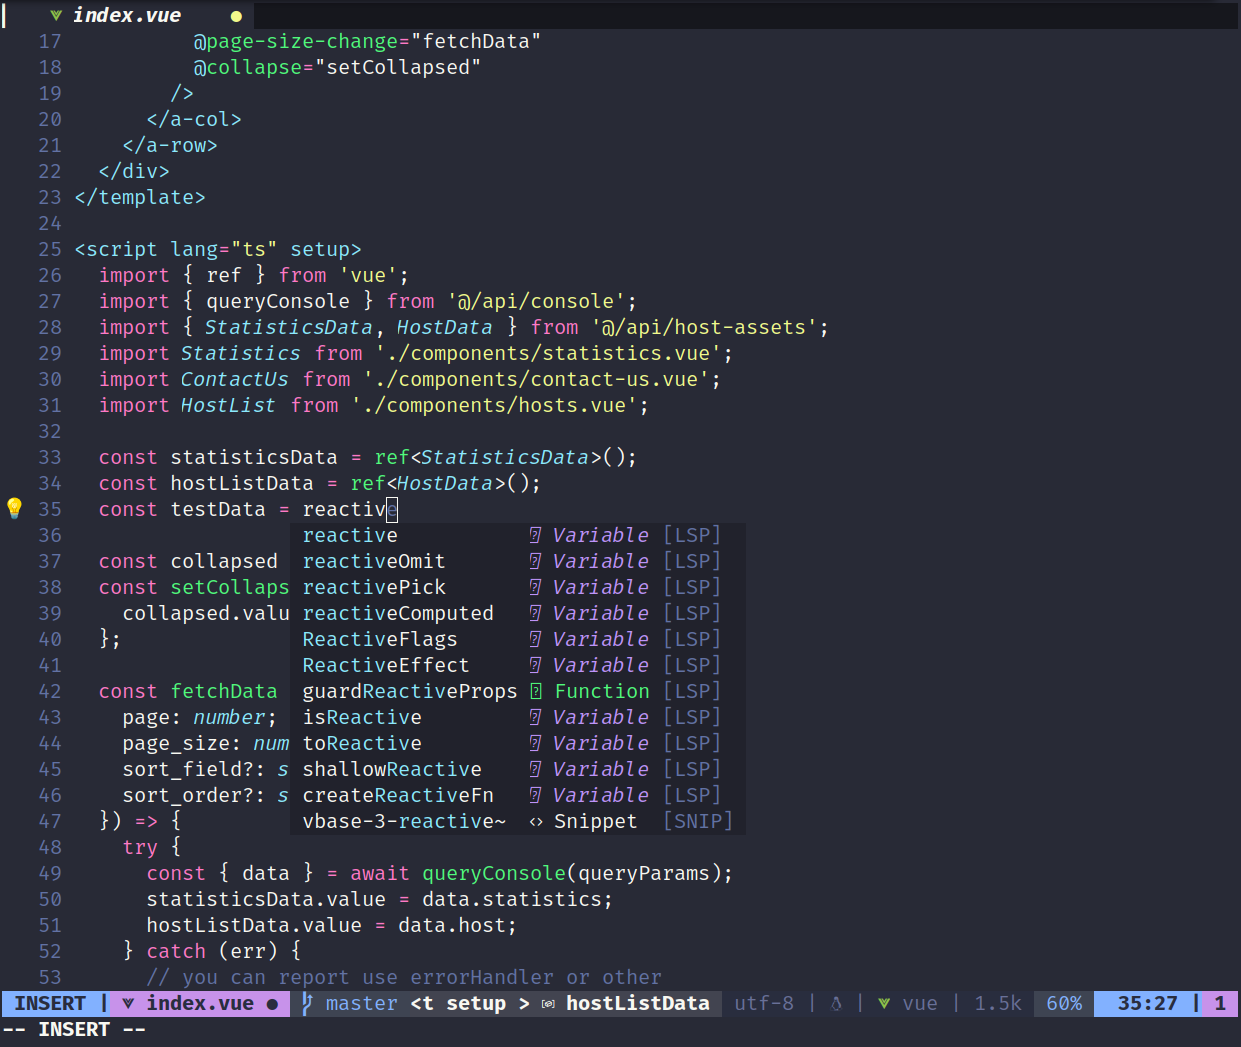 index.vue ●
17 @page-size-change="fetchData"
18 @collapse="setCollapsed"
19 />
20 </a-col>
21 </a-row>
22 </div>
23 </template>
24
25 <script lang="ts" setup>
26 import { ref } from 'vue';
27 import { queryConsole } from '@/api/console';
28 import { StatisticsData, HostData } from '@/api/host-assets';
29 import Statistics from './components/statistics.vue';
30 import ContactUs from './components/contact-us.vue';
31 import HostList from './components/hosts.vue';
32
33 const statisticsData = ref<StatisticsData>();
34 const hostListData = ref<HostData>();
35 const testData = reactive
36 reactive Variable [LSP]
37 const collapsed reactiveOmit Variable [LSP]
38 const setCollaps reactivePick Variable [LSP]
39 collapsed.valu reactiveComputed Variable [LSP]
40 }; ReactiveFlags Variable [LSP]
41 ReactiveEffect Variable [LSP]
42 const fetchData guardReactiveProps Function [LSP]
43 page: number; isReactive Variable [LSP]
44 page_size: num toReactive Variable [LSP]
45 sort_field?: s shallowReactive Variable [LSP]
46 sort_order?: s createReactiveFn Variable [LSP]
47 }) => { vbase-3-reactive~ <> Snippet [SNIP]
48 try {
49 const { data } = await queryConsole(queryParams);
50 statisticsData.value = data.statistics;
51 hostListData.value = data.host;
52 } catch (err) {
53 // you can report use errorHandler or other
INSERT | index.vue ● master <t setup > hostListData utf-8 | | vue | 1.5k 60% 35:27 | 1
-- INSERT --